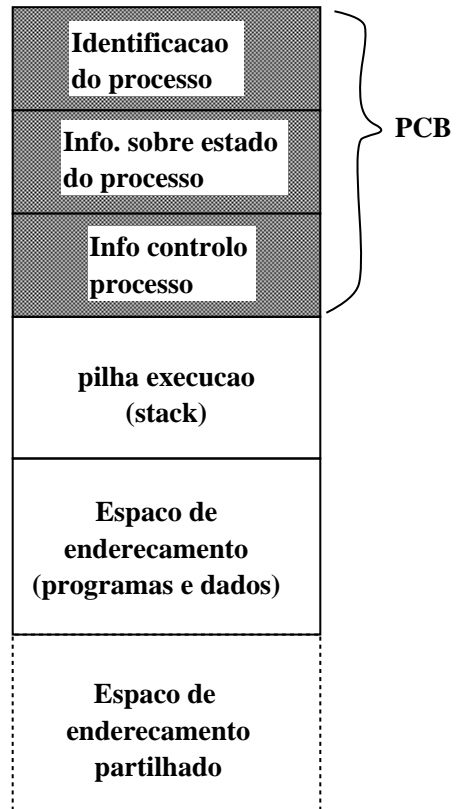 Identificacao
do processo
PCB
Info. sobre estado
do processo
Info controlo
processo
pilha execucao
(stack)
Espaco de
enderecamento
(programas e dados)
Espaco de
enderecamento
partilhado